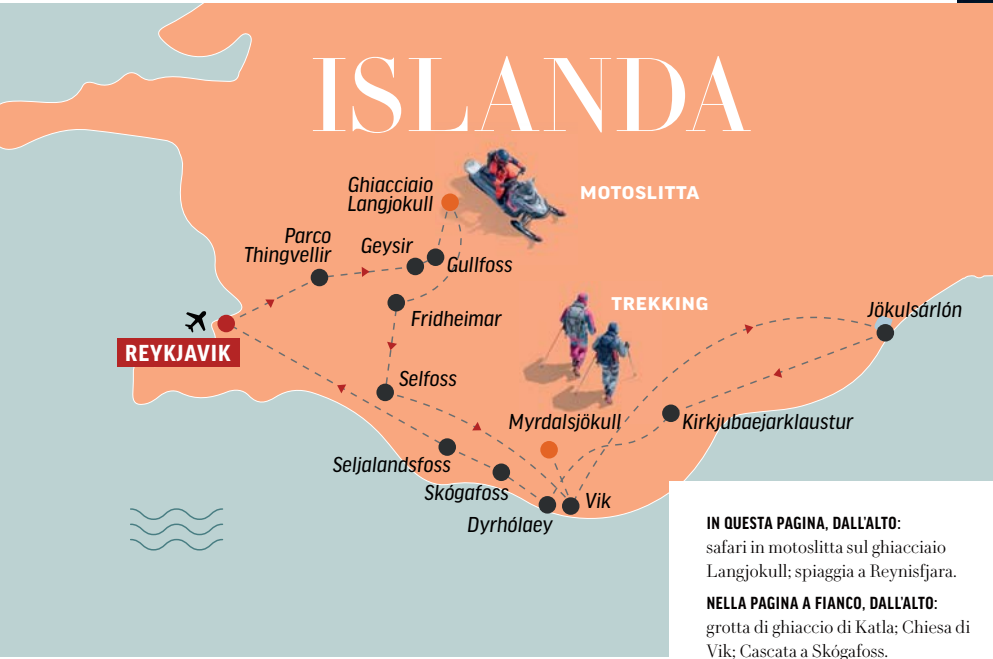 ISLANDA
Ghiacciaio
Langjokull
MOTOSLITTA
Parco
Thingvellir
Geysir
Gullfoss
TREKKING
Fridheimar
Jökulsárlón
REYKJAVIK
Selfoss
Myrdalsjökull
Kirkjubaejarklaustur
Seljalandsfoss
Skógafoss
Vik
Dyrhólaey
IN QUESTA PAGINA, DALL'ALTO:
safari in motoslitta sul ghiacciaio
Langjokull; spiaggia a Reynisfjara.
NELLA PAGINA A FIANCO, DALL'ALTO:
grotta di ghiaccio di Katla; Chiesa di
Vik; Cascata a Skógafoss.